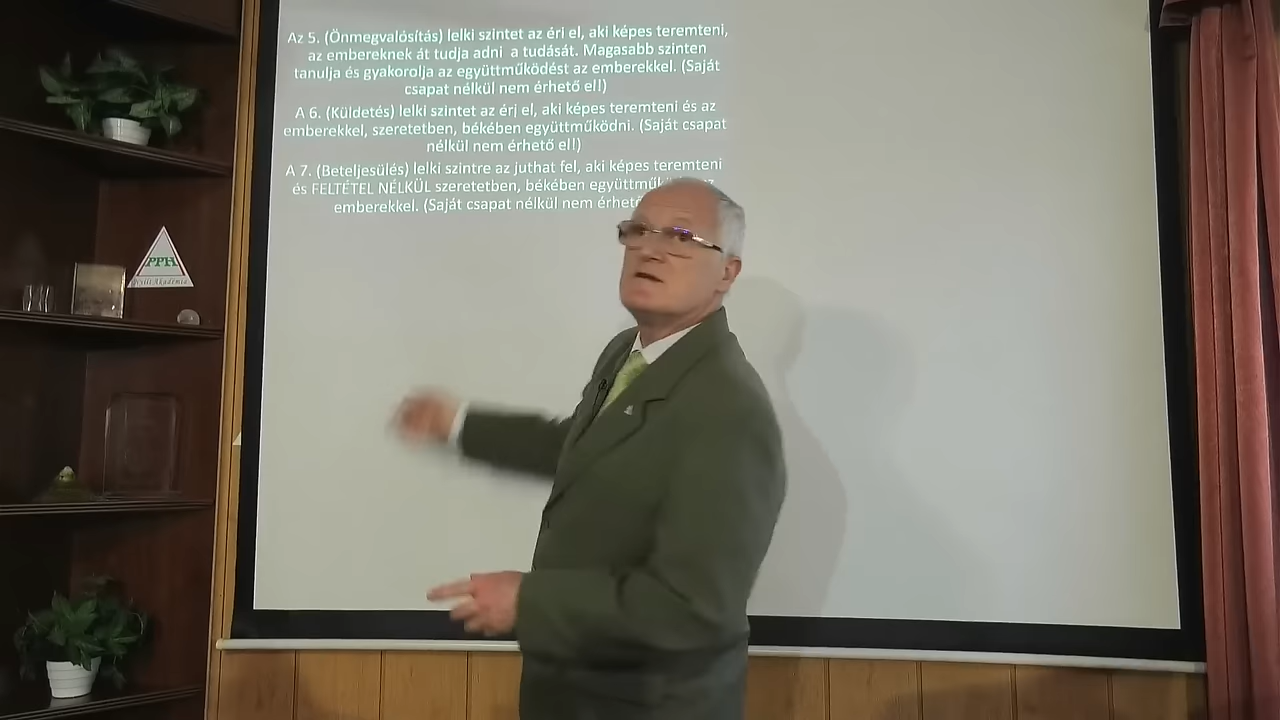 Az 5. (Önmegvalósítás) lelki szintet az éri el, aki képes teremteni,
az embereknek át tudja adni a tudását. Magasabb szinten
tanulja és gyakorolja az együttműködést az emberekkel. (Saját
csapat nélkül nem érhető el!)
A 6. (Küldetés) lelki szintet az éri el, aki képes teremteni és az
emberekkel, szeretetben, békében együttműködni. (Saját csapat
nélkül nem érhető el!)
A 7. (Beteljesülés) lelki szintre az juthat fel, aki képes teremteni
és FELTÉTEL NÉLKÜL szeretetben, békében
emberekkel. (Saját csapat nélkül nem
PPH
Akadémia